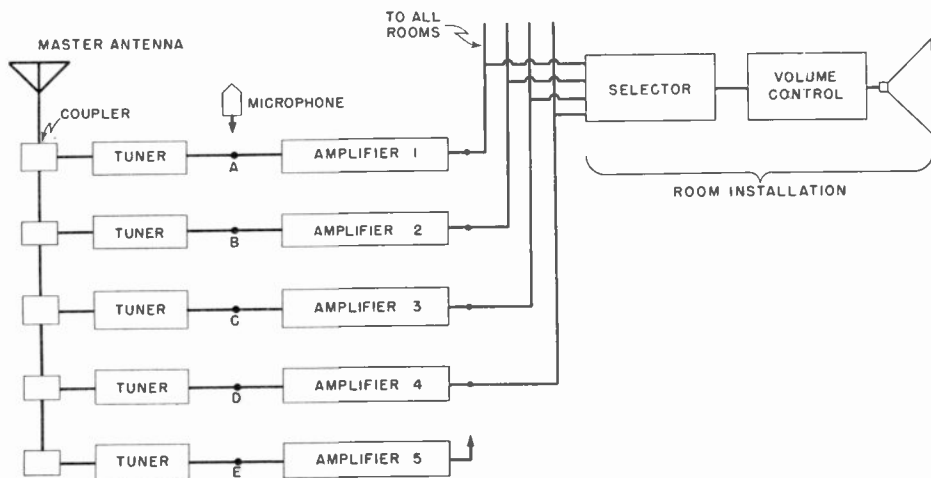 TO ALL
ROOMS
MASTER ANTENNA
COUPLER
MICROPHONE
SELECTOR
VOLUME
CONTROL
TUNER
A
AMPLIFIER 1
ROOM INSTALLATION
TUNER
B
AMPLIFIER 2
TUNER
C
AMPLIFIER 3
TUNER
D
AMPLIFIER 4
TUNER
E
AMPLIFIER 5